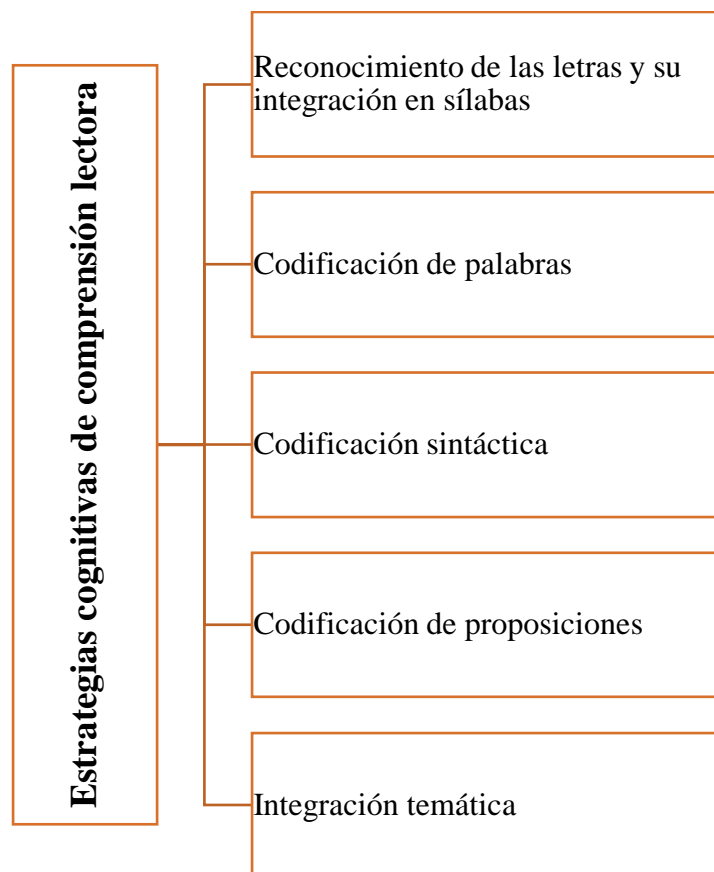 Estrategias cognitivas de comprensión lectora
Reconocimiento de las letras y su
integración en sílabas
Codificación de palabras
Codificación sintáctica
Codificación de proposiciones
Integración temática